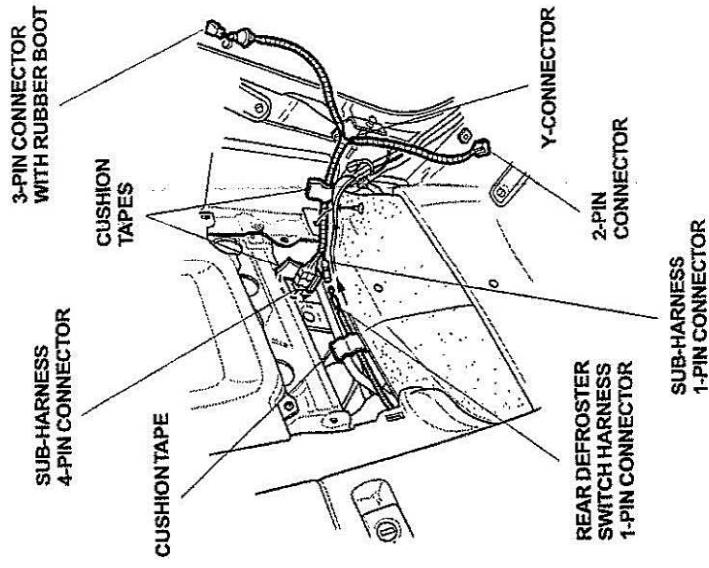 3-PIN CONNECTOR
WITH RUBBER BOOT
CUSHION
TAPES
SUB-HARNESS
4-PIN CONNECTOR
CUSHION TAPE
Y-CONNECTOR
2-PIN
CONNECTOR
SUB-HARNESS
1-PIN CONNECTOR
REAR DEFROSTER
SWITCH HARNESS
1-PIN CONNECTOR